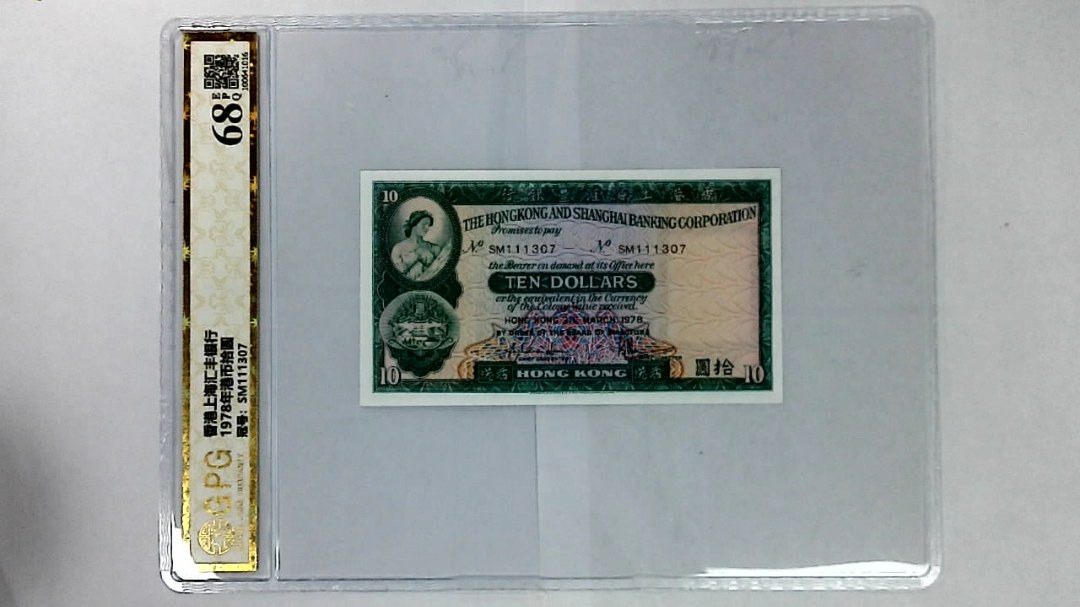 香港上海汇丰银行
1978年港币拾圆
冠号: SM111307
GPG
68
EPQ
10
THE HONGKONG AND SHANGHAI BANKING CORPORATION
Promises to pay
Nº SM111307 — Nº SM111307
the Bearer on demand at its Office here
TEN DOLLARS
or the equivalent in the Currency
of the Colony value received.
HONG KONG 31ST MARCH 1978
BY ORDER OF THE BOARD OF DIRECTORS
10 HONG KONG 圓拾 10